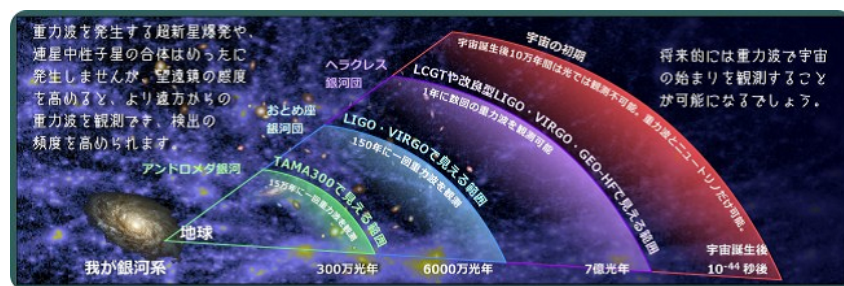 重力波を発生する超新星爆発や、
連星中性子星の合体はめったに
発生しませんが、望遠鏡の感度
を高めると、より遠方からの
重力波を観測でき、検出の
頻度を高められます。
宇宙の初期
宇宙誕生後10万年間は光では観測不可能。重力波とニュートリノだけ可能。
将来的には重力波で宇宙
の始まりを観測すること
が可能になるでしょう。
ヘラクレス
銀河団
LCGTや改良型LIGO・VIRGO・GEO-HFで見える範囲
1年に数回の重力波を観測可能
おとめ座
銀河団
LIGO・VIRGOで見える範囲
150年に一回重力波を観測
アンドロメダ銀河
TAMA300で見える範囲
15万年に一回重力波を観測
地球
我が銀河系
300万光年
6000万光年
7億光年
宇宙誕生後
10⁻⁴⁴ 秒後